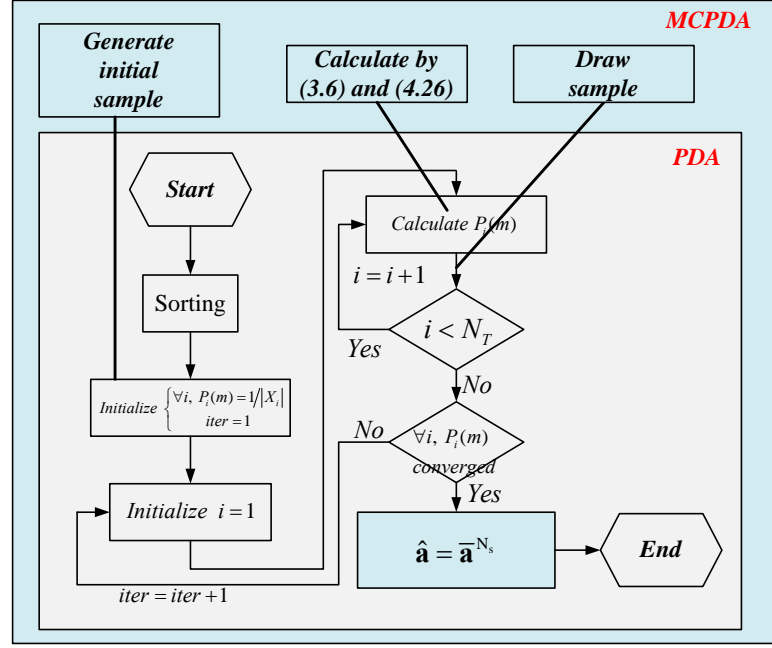 MCPDA
Generate
initial
sample
Calculate by
(3.6) and (4.26)
Draw
sample
PDA
Start
Calculate P_i(m)
Sorting
i = i+1
i < N_T
Yes
No
Initialize { ∀i, P_i(m) = 1/|X_i|
iter = 1
No
∀i, P_i(m)
converged
Yes
Initialize i = 1
â = a̅^{N_s}
End
iter = iter +1